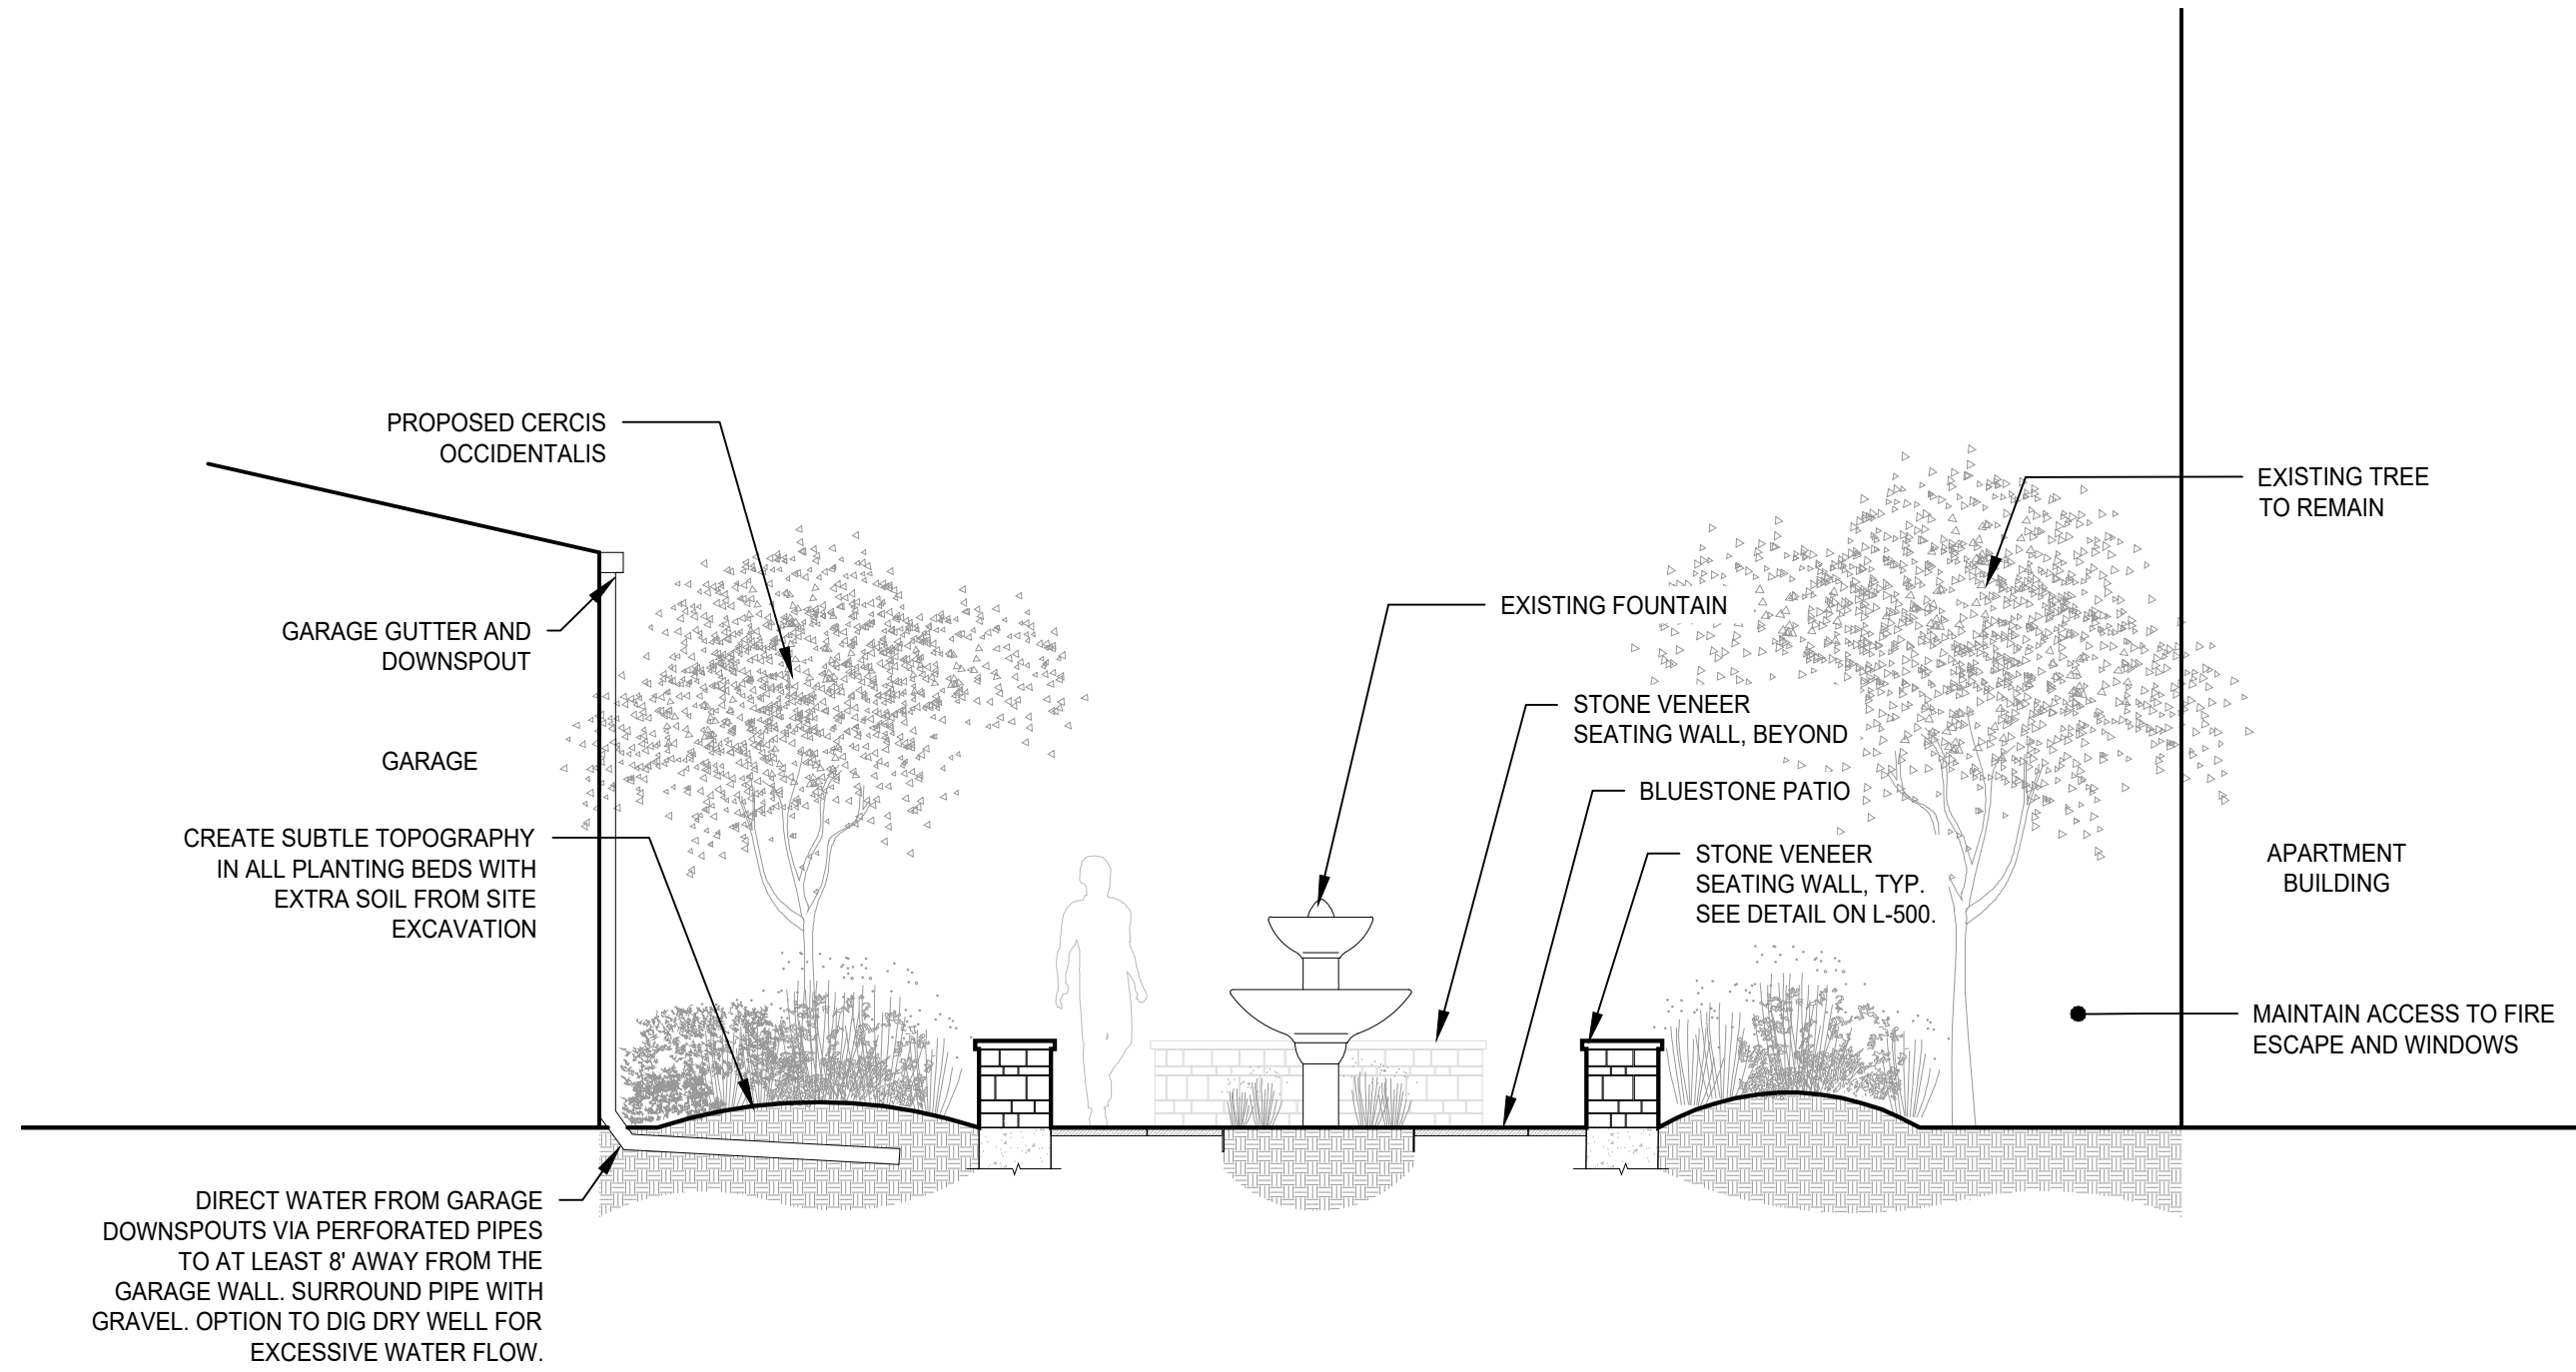 PROPOSED CERCIS
OCCIDENTALIS
GARAGE GUTTER AND
DOWNSPOUT
GARAGE
CREATE SUBTLE TOPOGRAPHY
IN ALL PLANTING BEDS WITH
EXTRA SOIL FROM SITE
EXCAVATION
DIRECT WATER FROM GARAGE
DOWNSPOUTS VIA PERFORATED PIPES
TO AT LEAST 8' AWAY FROM THE
GARAGE WALL. SURROUND PIPE WITH
GRAVEL. OPTION TO DIG DRY WELL FOR
EXCESSIVE WATER FLOW.
EXISTING FOUNTAIN
STONE VENEER
SEATING WALL, BEYOND
BLUESTONE PATIO
STONE VENEER
SEATING WALL, TYP.
SEE DETAIL ON L-500.
EXISTING TREE
TO REMAIN
APARTMENT
BUILDING
MAINTAIN ACCESS TO FIRE
ESCAPE AND WINDOWS